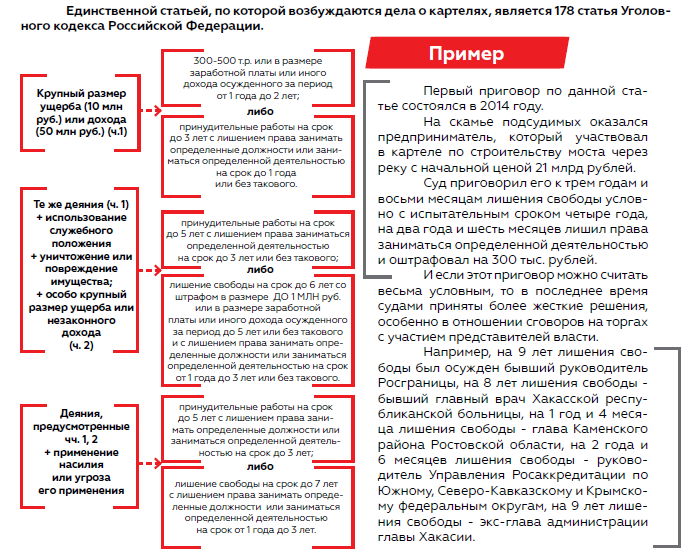 Единственной статьей, по которой возбуждаются дела о картелях, является 178 статья Уголов-
ного кодекса Российской Федерации.
Крупный размер
ущерба (10 млн
руб.) или дохода
(50 млн руб.) (ч.1)
300-500 т.р. или в размере
заработной платы или иного
дохода осужденного за период
от 1 года до 2 лет;
либо
принудительные работы на срок
до 3 лет с лишением права занимать
определенные должности или зани-
маться определенной деятельностью
на срок до 1 года
или без такового.
Те же деяния (ч. 1)
+ использование
служебного
положения
+ уничтожение или
повреждение
имущества;
+ особо крупный
размер ущерба или
незаконного
дохода
(ч. 2)
принудительные работы на срок
до 5 лет с лишением права заниматься
определенной деятельностью
на срок до 3 лет или без такового;
либо
лишение свободы на срок до 6 лет со
штрафом в размере ДО 1 МЛН руб.
или в размере заработной
платы или иного дохода осужденного
за период до 5 лет или без такового
и с лишением права занимать опре-
деленные должности или заниматься
определенной деятельностью на срок
от 1 года до 3 лет или без такового.
Деяния,
предусмотренные
чч. 1, 2
+ применение
насилия
или угроза
его применения
принудительные работы на срок
до 5 лет с лишением права зани-
мать определенные должности или
заниматься определенной деятель-
ностью на срок до 3 лет;
либо
лишение свободы на срок до 7 лет
с лишением права занимать опреде-
ленные должности или заниматься
определенной деятельностью
на срок от 1 года до 3 лет.
Пример
Первый приговор по данной ста-
тье состоялся в 2014 году.
На скамье подсудимых оказался
предприниматель, который участвовал
в картеле по строительству моста через
реку с начальной ценой 21 млрд рублей.
Суд приговорил его к трем годам и
восьми месяцам лишения свободы услов-
но с испытательным сроком четыре года,
на два года и шесть месяцев лишил права
заниматься определенной деятельностью
и оштрафовал на 300 тыс. рублей.
И если этот приговор можно считать
весьма условным, то в последнее время
судами приняты более жесткие решения,
особенно в отношении сговоров на торгах
с участием представителей власти.
Например, на 9 лет лишения сво-
боды был осужден бывший руководитель
Росграницы, на 8 лет лишения свободы -
бывший главный врач Хакасской респу-
бликанской больницы, на 1 год и 4 меся-
ца лишения свободы - глава Каменского
района Ростовской области, на 2 года и
6 месяцев лишения свободы - руково-
дитель Управления Росаккредитации по
Южному, Северо-Кавказскому и Крымско-
му федеральным округам, на 9 лет лише-
ния свободы - экс-глава администрации
главы Хакасии.